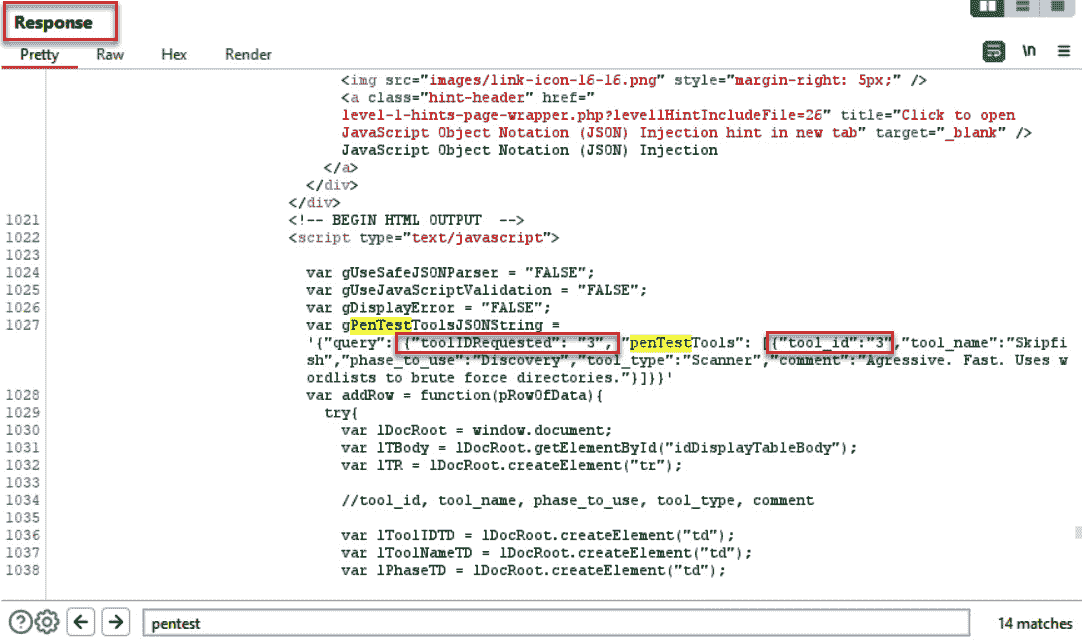 Response
Pretty Raw Hex Render
\n
<img src="images/link-icon-16-16.png" style="margin-right: 5px;" />
<a class="hint-header" href="
level-1-hints-page-wrapper.php?level1HintIncludeFile=26" title="Click to open
JavaScript Object Notation (JSON) Injection hint in new tab" target="_blank" />
JavaScript Object Notation (JSON) Injection
</a>
</div>
</div>
1021 <!-- BEGIN HTML OUTPUT -->
1022 <script type="text/javascript">
1023
1024 var gUseSafeJSONParser = "FALSE";
1025 var gUseJavaScriptValidation = "FALSE";
1026 var gDisplayError = "FALSE";
1027 var gPenTestToolsJSONString =
'{"query": {"toolIDRequested": "3", "penTestTools": [{"tool_id":"3","tool_name":"Skipfi
sh","phase_to_use":"Discovery","tool_type":"Scanner","comment":"Agressive. Fast. Uses w
ordlists to brute force directories."}]}}'
1028 var addRow = function(pRowOfData){
1029 try{
1030 var lDocRoot = window.document;
1031 var lTBody = lDocRoot.getElementById("idDisplayTableBody");
1032 var lTR = lDocRoot.createElement("tr");
1033
1034 //tool_id, tool_name, phase_to_use, tool_type, comment
1035
1036 var lToolIDTD = lDocRoot.createElement("td");
1037 var lToolNameTD = lDocRoot.createElement("td");
1038 var lPhaseTD = lDocRoot.createElement("td");
pentest 14 matches